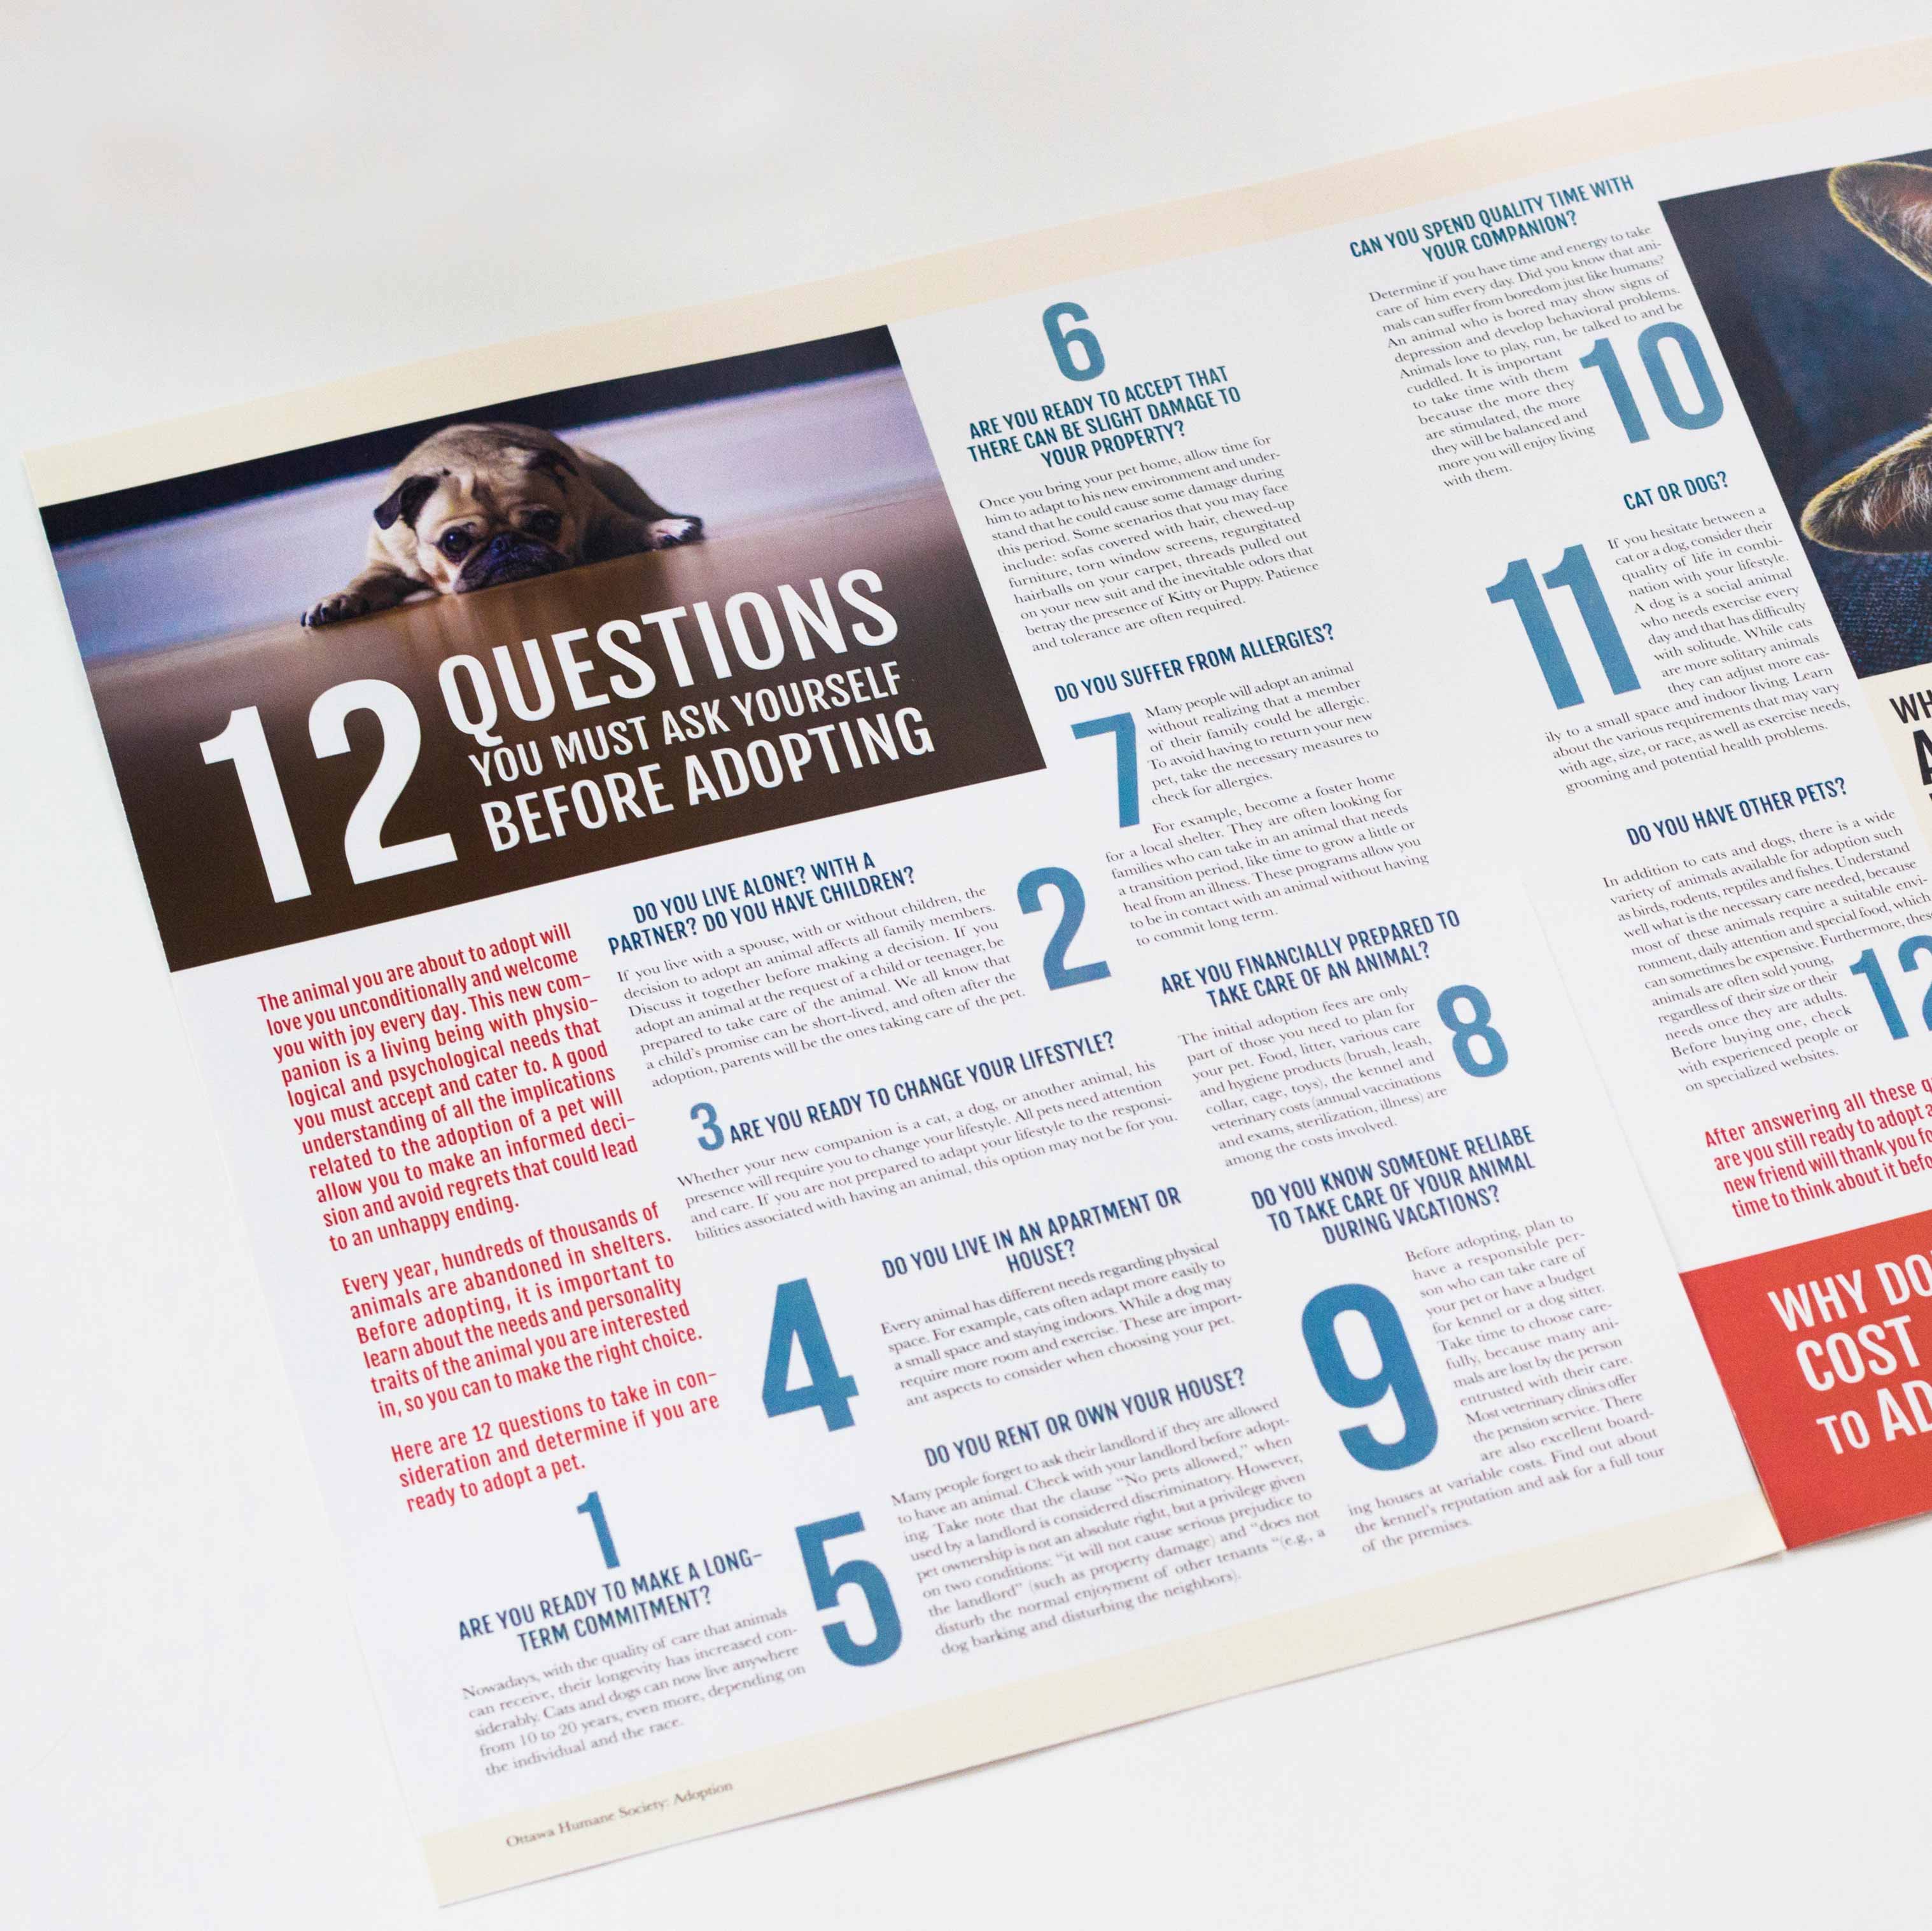 12
QUESTIONS
YOU MUST ASK YOURSELF
BEFORE ADOPTING
The animal you are about to adopt will
love you unconditionally and welcome
you with joy every day. This new com-
panion is a living being with physio-
logical and psychological needs that
you must accept and cater to. A good
understanding of all the implications
related to the adoption of a pet will
allow you to make an informed deci-
sion and avoid regrets that could lead
to an unhappy ending.
Every year, hundreds of thousands of
animals are abandoned in shelters.
Before adopting, it is important to
learn about the needs and personality
traits of the animal you are interested
in, so you can to make the right choice.
Here are 12 questions to take in con-
sideration and determine if you are
ready to adopt a pet.
1
ARE YOU READY TO MAKE A LONG-
TERM COMMITMENT?
Nowadays, with the quality of care that animals
can receive, their longevity has increased con-
siderably. Cats and dogs can now live anywhere
from 10 to 20 years, even more, depending on
the individual and the race.
DO YOU LIVE ALONE? WITH A
PARTNER? DO YOU HAVE CHILDREN?
2
If you live with a spouse, with or without children, the
decision to adopt an animal affects all family members.
Discuss it together before making a decision. If you
adopt an animal at the request of a child or teenager, be
prepared to take care of the animal. We all know that
a child's promise can be short-lived, and often after the
adoption, parents will be the ones taking care of the pet.
3 ARE YOU READY TO CHANGE YOUR LIFESTYLE?
Whether your new companion is a cat, a dog, or another animal, his
presence will require you to change your lifestyle. All pets need attention
and care. If you are not prepared to adapt your lifestyle to the responsi-
bilities associated with having an animal, this option may not be for you.
4
DO YOU LIVE IN AN APARTMENT OR
HOUSE?
Every animal has different needs regarding physical
space. For example, cats often adapt more easily to
a small space and staying indoors. While a dog may
require more room and exercise. These are import-
ant aspects to consider when choosing your pet.
5
DO YOU RENT OR OWN YOUR HOUSE?
Many people forget to ask their landlord if they are allowed
to have an animal. Check with your landlord before adopt-
ing. Take note that the clause "No pets allowed," when
used by a landlord is considered discriminatory. However,
pet ownership is not an absolute right, but a privilege given
on two conditions: "it will not cause serious prejudice to
the landlord" (such as property damage) and "does not
disturb the normal enjoyment of other tenants "(e.g., a
dog barking and disturbing the neighbors).
6
ARE YOU READY TO ACCEPT THAT
THERE CAN BE SLIGHT DAMAGE TO
YOUR PROPERTY?
Once you bring your pet home, allow time for
him to adapt to his new environment and under-
stand that he could cause some damage during
this period. Some scenarios that you may face
include: sofas covered with hair, chewed-up
furniture, torn window screens, regurgitated
hairballs on your carpet, threads pulled out
on your new suit and the inevitable odors that
betray the presence of Kitty or Puppy. Patience
and tolerance are often required.
DO YOU SUFFER FROM ALLERGIES?
7
Many people will adopt an animal
without realizing that a member
of their family could be allergic.
To avoid having to return your new
pet, take the necessary measures to
check for allergies.
For example, become a foster home
for a local shelter. They are often looking for
families who can take in an animal that needs
a transition period, like time to grow a little or
heal from an illness. These programs allow you
to be in contact with an animal without having
to commit long term.
ARE YOU FINANCIALLY PREPARED TO
TAKE CARE OF AN ANIMAL?
8
The initial adoption fees are only
part of those you need to plan for
your pet. Food, litter, various care
and hygiene products (brush, leash,
collar, cage, toys), the kennel and
veterinary costs (annual vaccinations
and exams, sterilization, illness) are
among the costs involved.
DO YOU KNOW SOMEONE RELIABE
TO TAKE CARE OF YOUR ANIMAL
DURING VACATIONS?
9
Before adopting, plan to
have a responsible per-
son who can take care of
your pet or have a budget
for kennel or a dog sitter.
Take time to choose care-
fully, because many ani-
mals are lost by the person
entrusted with their care.
Most veterinary clinics offer
the pension service. There
are also excellent board-
ing houses at variable costs. Find out about
the kennel's reputation and ask for a full tour
of the premises.
CAN YOU SPEND QUALITY TIME WITH
YOUR COMPANION?
Determine if you have time and energy to take
care of him every day. Did you know that ani-
mals can suffer from boredom just like humans?
An animal who is bored may show signs of
depression and develop behavioral problems.
Animals love to play, run, be talked to and be
cuddled. It is important
to take time with them
because the more they
are stimulated, the more
they will be balanced and
more you will enjoy living
with them.
10
CAT OR DOG?
11
If you hesitate between a
cat or a dog, consider their
quality of life in combi-
nation with your lifestyle.
A dog is a social animal
who needs exercise every
day and that has difficulty
with solitude. While cats
are more solitary animals
they can adjust more eas-
ily to a small space and indoor living. Learn
about the various requirements that may vary
with age, size, or race, as well as exercise needs,
grooming and potential health problems.
DO YOU HAVE OTHER PETS?
In addition to cats and dogs, there is a wide
variety of animals available for adoption such
as birds, rodents, reptiles and fishes. Understand
well what is the necessary care needed, because
most of these animals require a suitable envi-
ronment, daily attention and special food, which
can sometimes be expensive. Furthermore, these
animals are often sold young,
regardless of their size or their
needs once they are adults.
Before buying one, check
with experienced people or
on specialized websites.
12
After answering all these
are you still ready to adopt
new friend will thank you
time to think about it
WHY DO
COST
TO
Ottawa Humane Society: Adoption